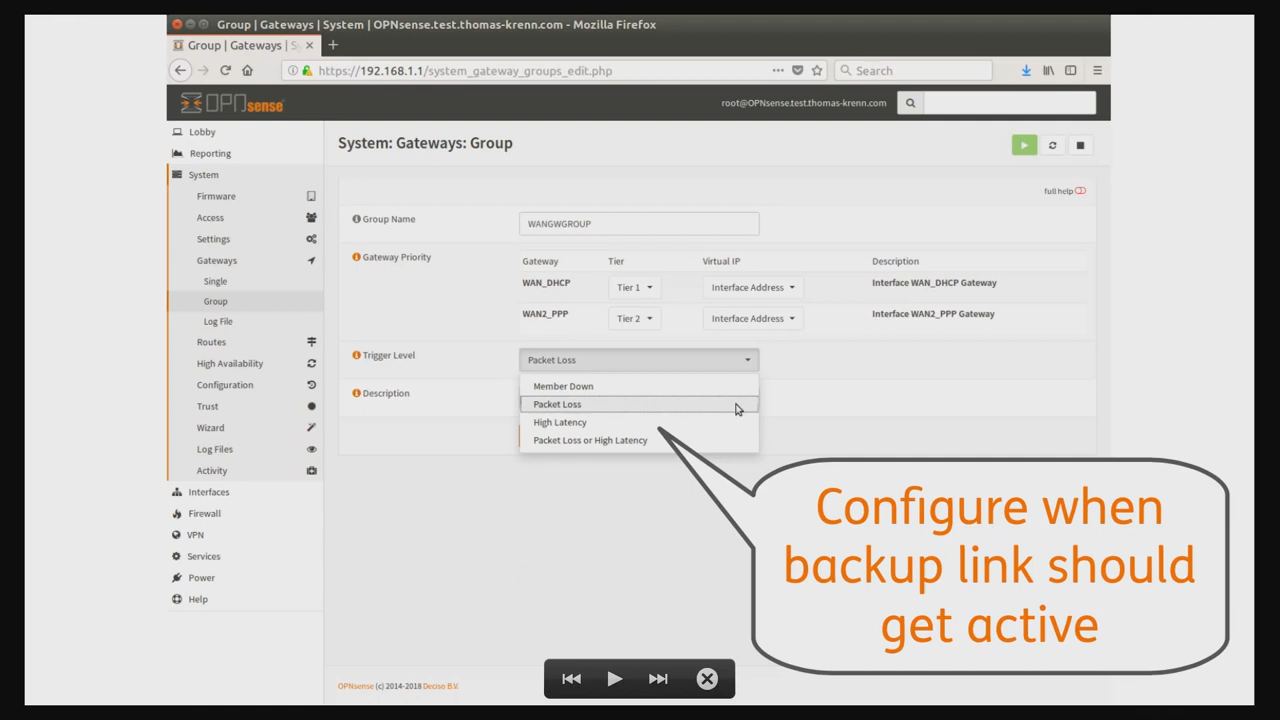 Group | Gateways | System | OPNsense.test.thomas-krenn.com - Mozilla Firefox
Group | Gateways | S
https://192.168.1.1/system_gateway_groups_edit.php
Search
OPNsense
root@OPNsense.test.thomas-krenn.com
Lobby
Reporting
System
Firmware
Access
Settings
Gateways
Single
Group
Log File
Routes
High Availability
Configuration
Trust
Wizard
Log Files
Activity
Interfaces
Firewall
VPN
Services
Power
Help
System: Gateways: Group
full help
Group Name
WANGWGROUP
Gateway Priority
Gateway Tier Virtual IP Description
WAN_DHCP Tier 1 Interface Address Interface WAN_DHCP Gateway
WAN2_PPP Tier 2 Interface Address Interface WAN2_PPP Gateway
Trigger Level
Packet Loss
Member Down
Packet Loss
High Latency
Packet Loss or High Latency
Description
Configure when
backup link should
get active
OPNsense (c) 2014-2018 Deciso B.V.